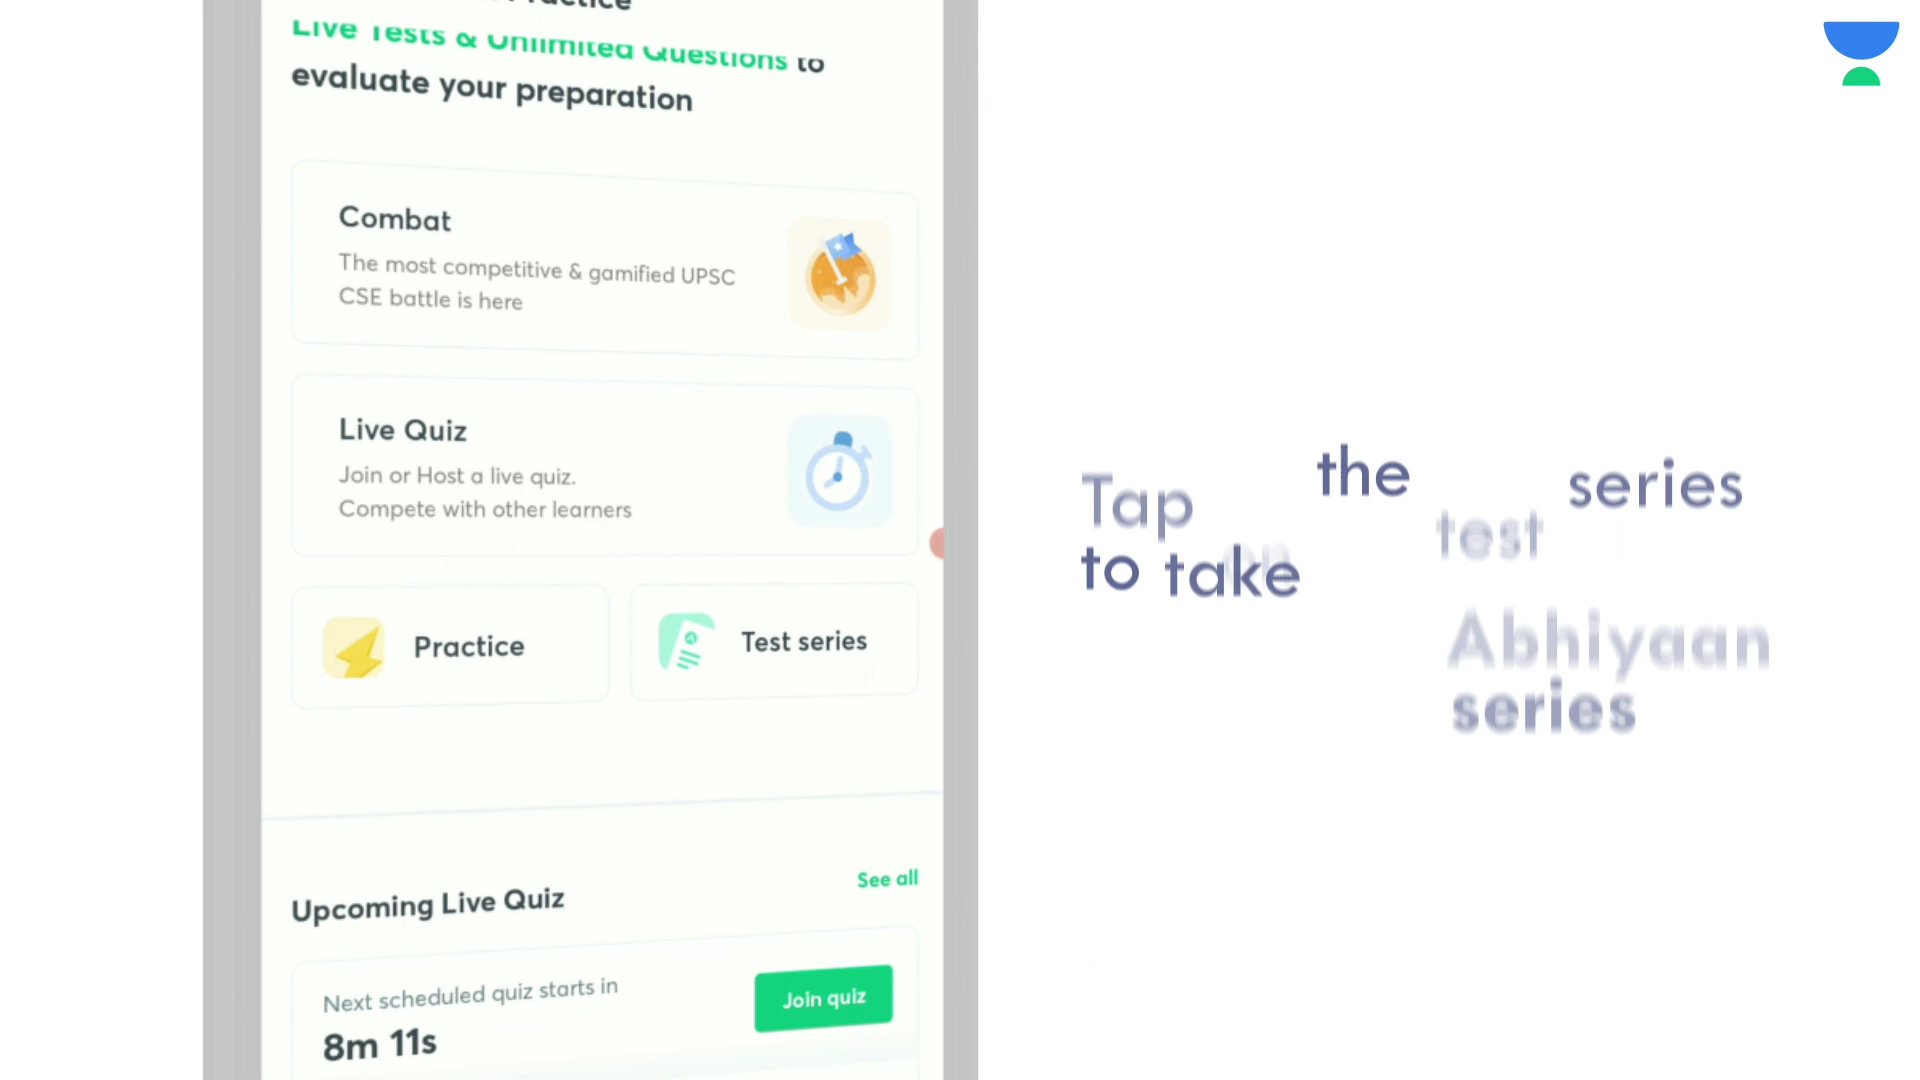 Practice
Live Tests & Unlimited Questions to
evaluate your preparation
Combat
The most competitive & gamified UPSC
CSE battle is here
Live Quiz
Join or Host a live quiz.
Compete with other learners
Practice
Test series
Upcoming Live Quiz
See all
Next scheduled quiz starts in
8m 11s
Join quiz
Tap on the test series
to take
Abhiyaan
series